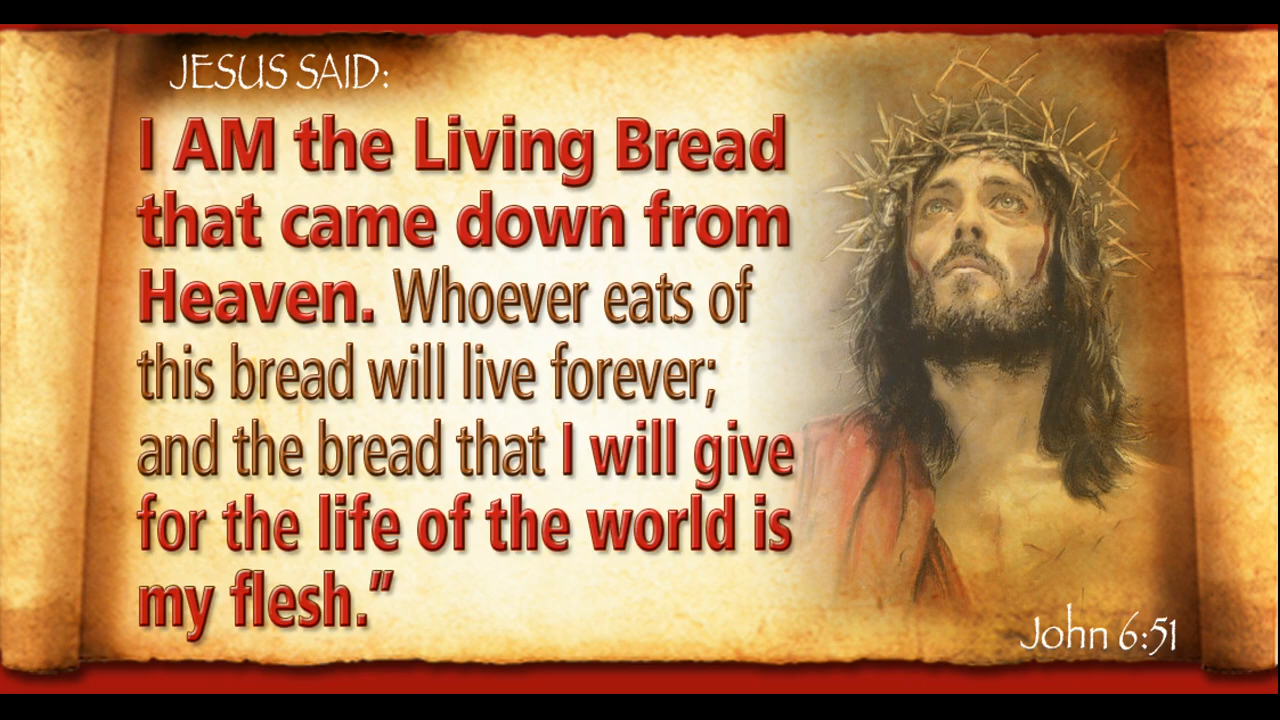 JESUS SAID:
I AM the Living Bread
that came down from
Heaven. Whoever eats of
this bread will live forever;
and the bread that I will give
for the life of the world is
my flesh.”
John 6:51